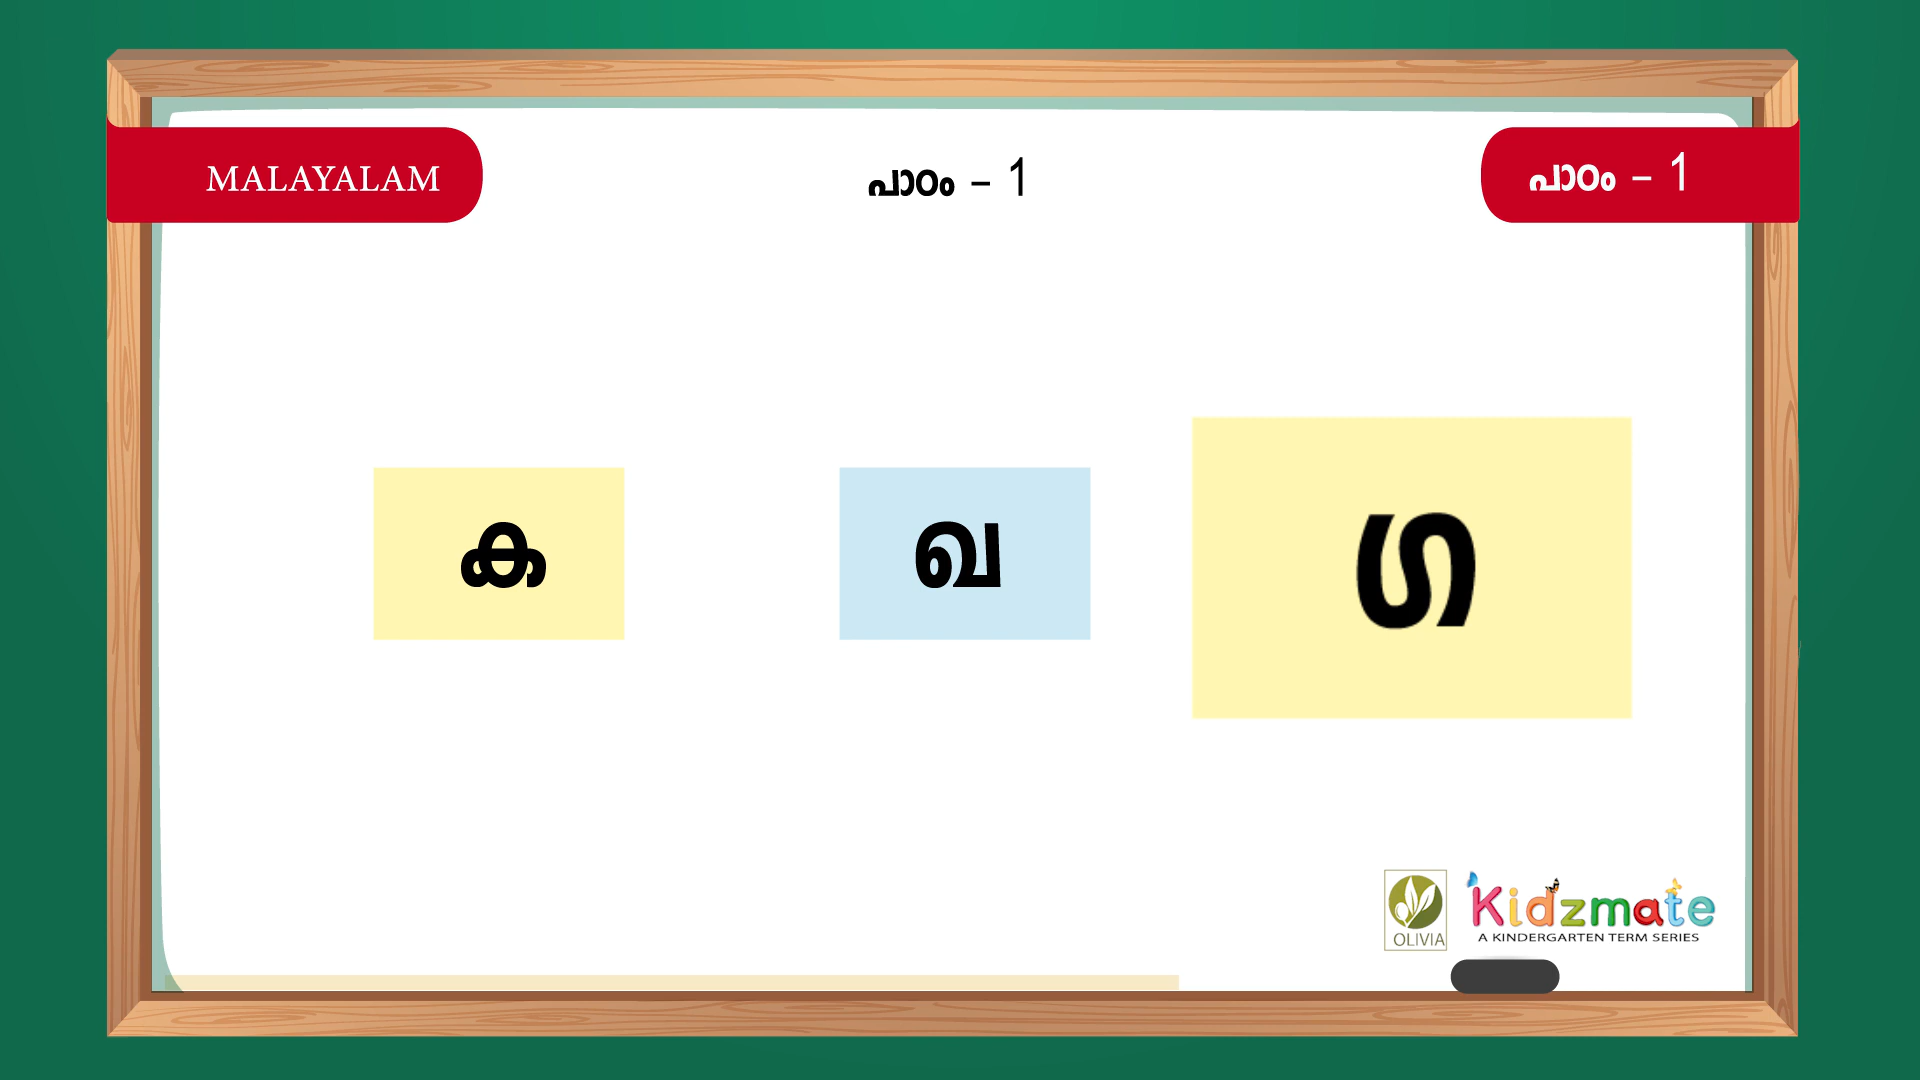 MALAYALAM
പാഠം – 1
പാഠം – 1
ക
ഖ
ഗ
OLIVIA
Kidzmate
A KINDERGARTEN TERM SERIES